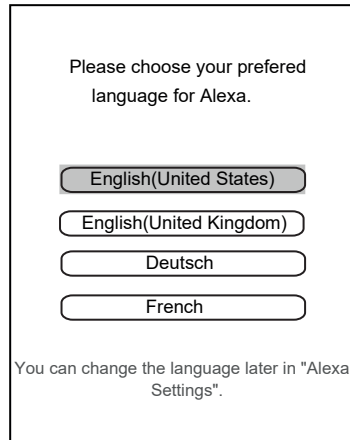 Please choose your prefered
language for Alexa.
English(United States)
English(United Kingdom)
Deutsch
French
You can change the language later in "Alexa
Settings".